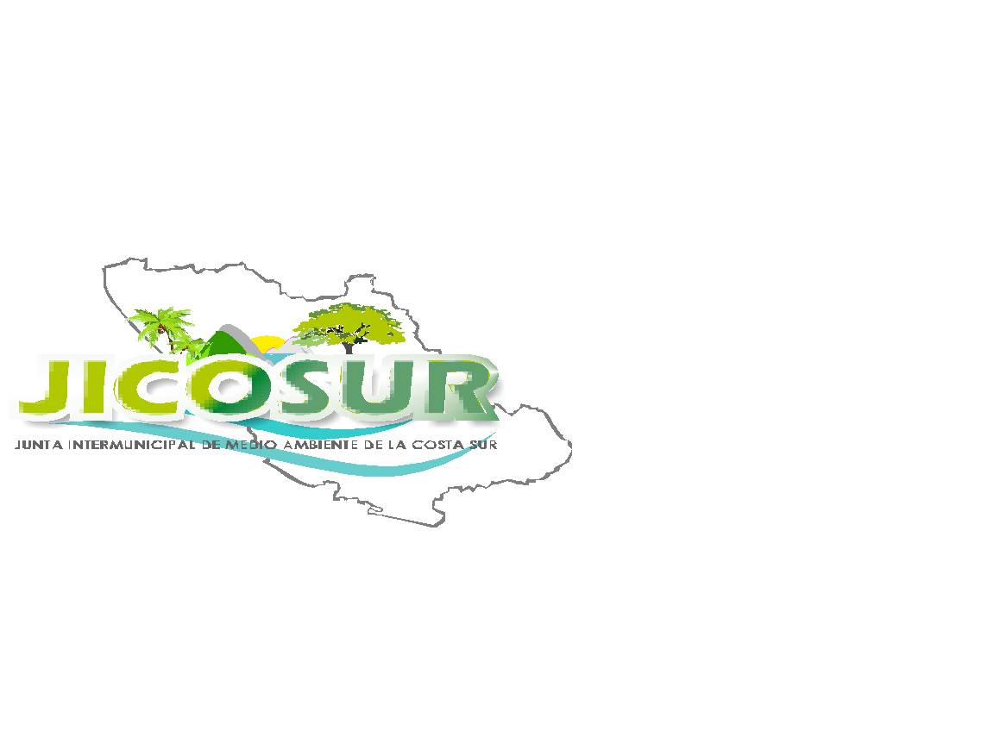 JICOSUR
JUNTA INTERMUNICIPAL DE MEDIO AMBIENTE DE LA COSTA SUR